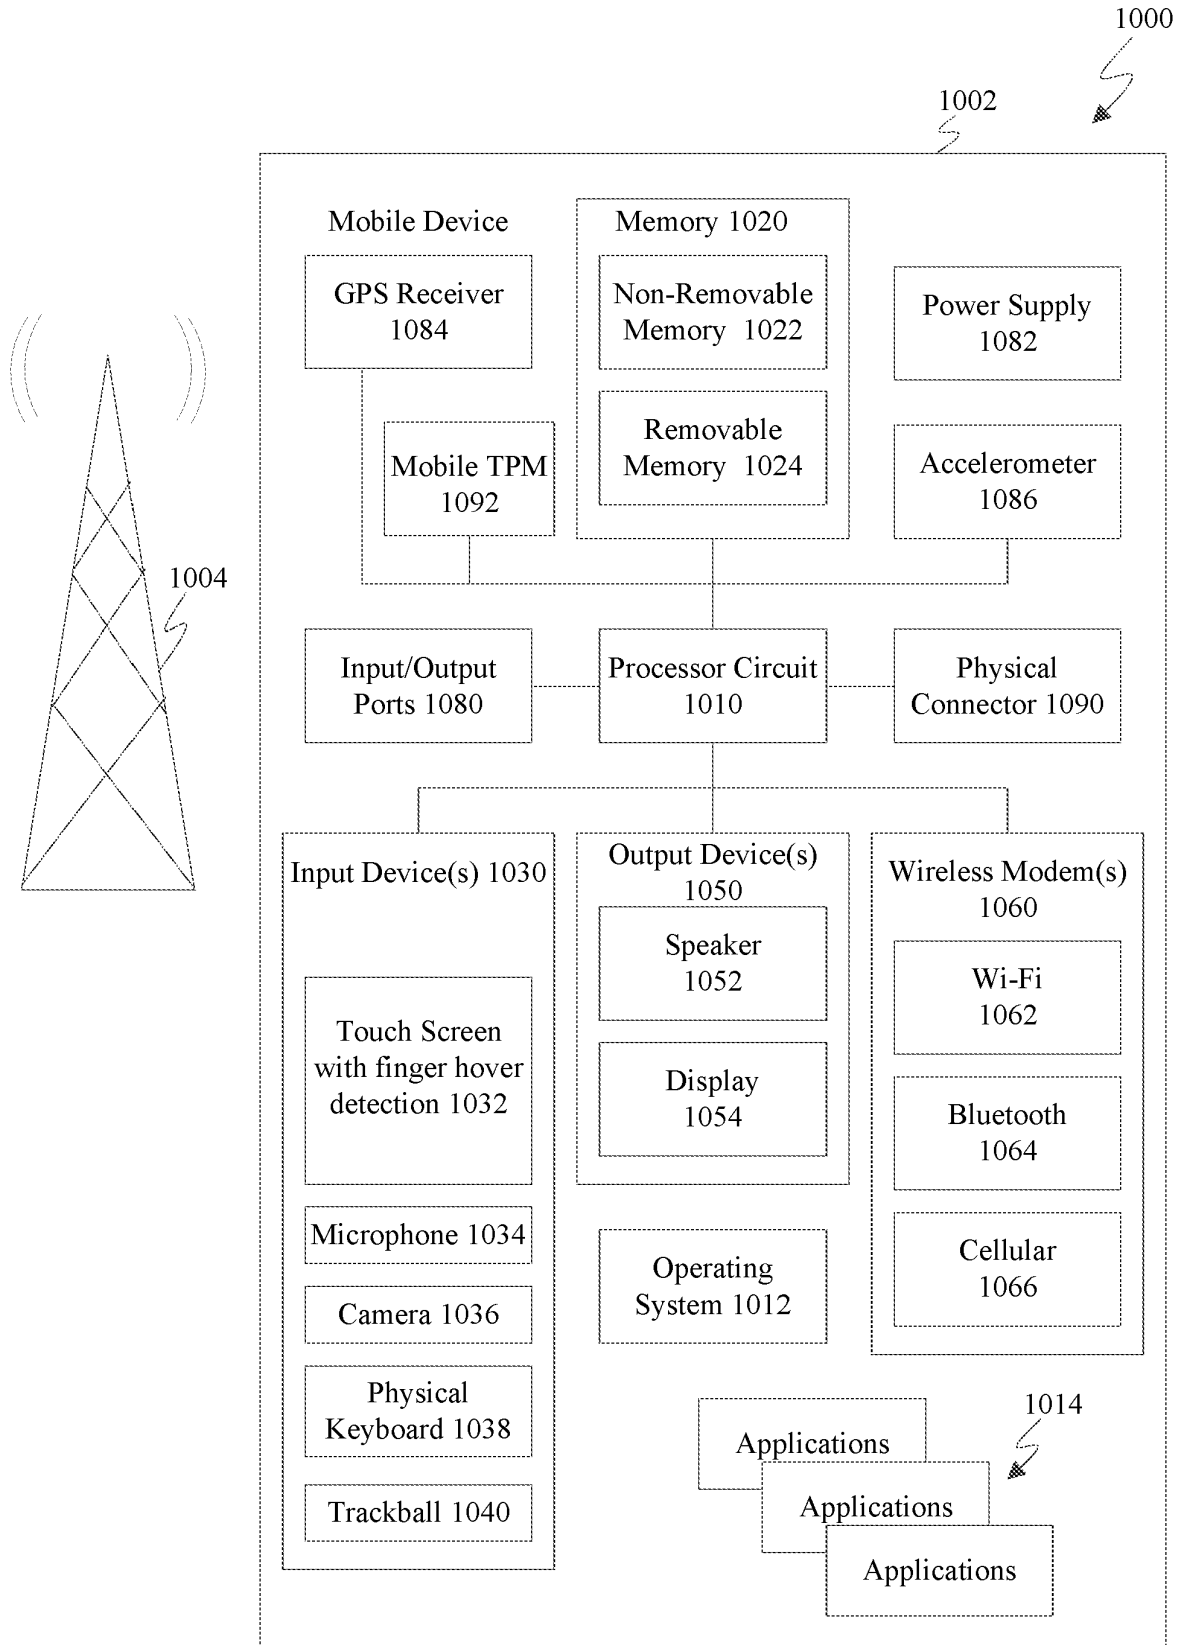 1000
1002
Mobile Device
GPS Receiver
1084
Mobile TPM
1092
Memory 1020
Non-Removable
Memory 1022
Removable
Memory 1024
Power Supply
1082
Accelerometer
1086
1004
Input/Output
Ports 1080
Processor Circuit
1010
Physical
Connector 1090
Input Device(s) 1030
Touch Screen
with finger hover
detection 1032
Microphone 1034
Camera 1036
Physical
Keyboard 1038
Trackball 1040
Output Device(s)
1050
Speaker
1052
Display
1054
Operating
System 1012
Wireless Modem(s)
1060
Wi-Fi
1062
Bluetooth
1064
Cellular
1066
1014
Applications
Applications
Applications